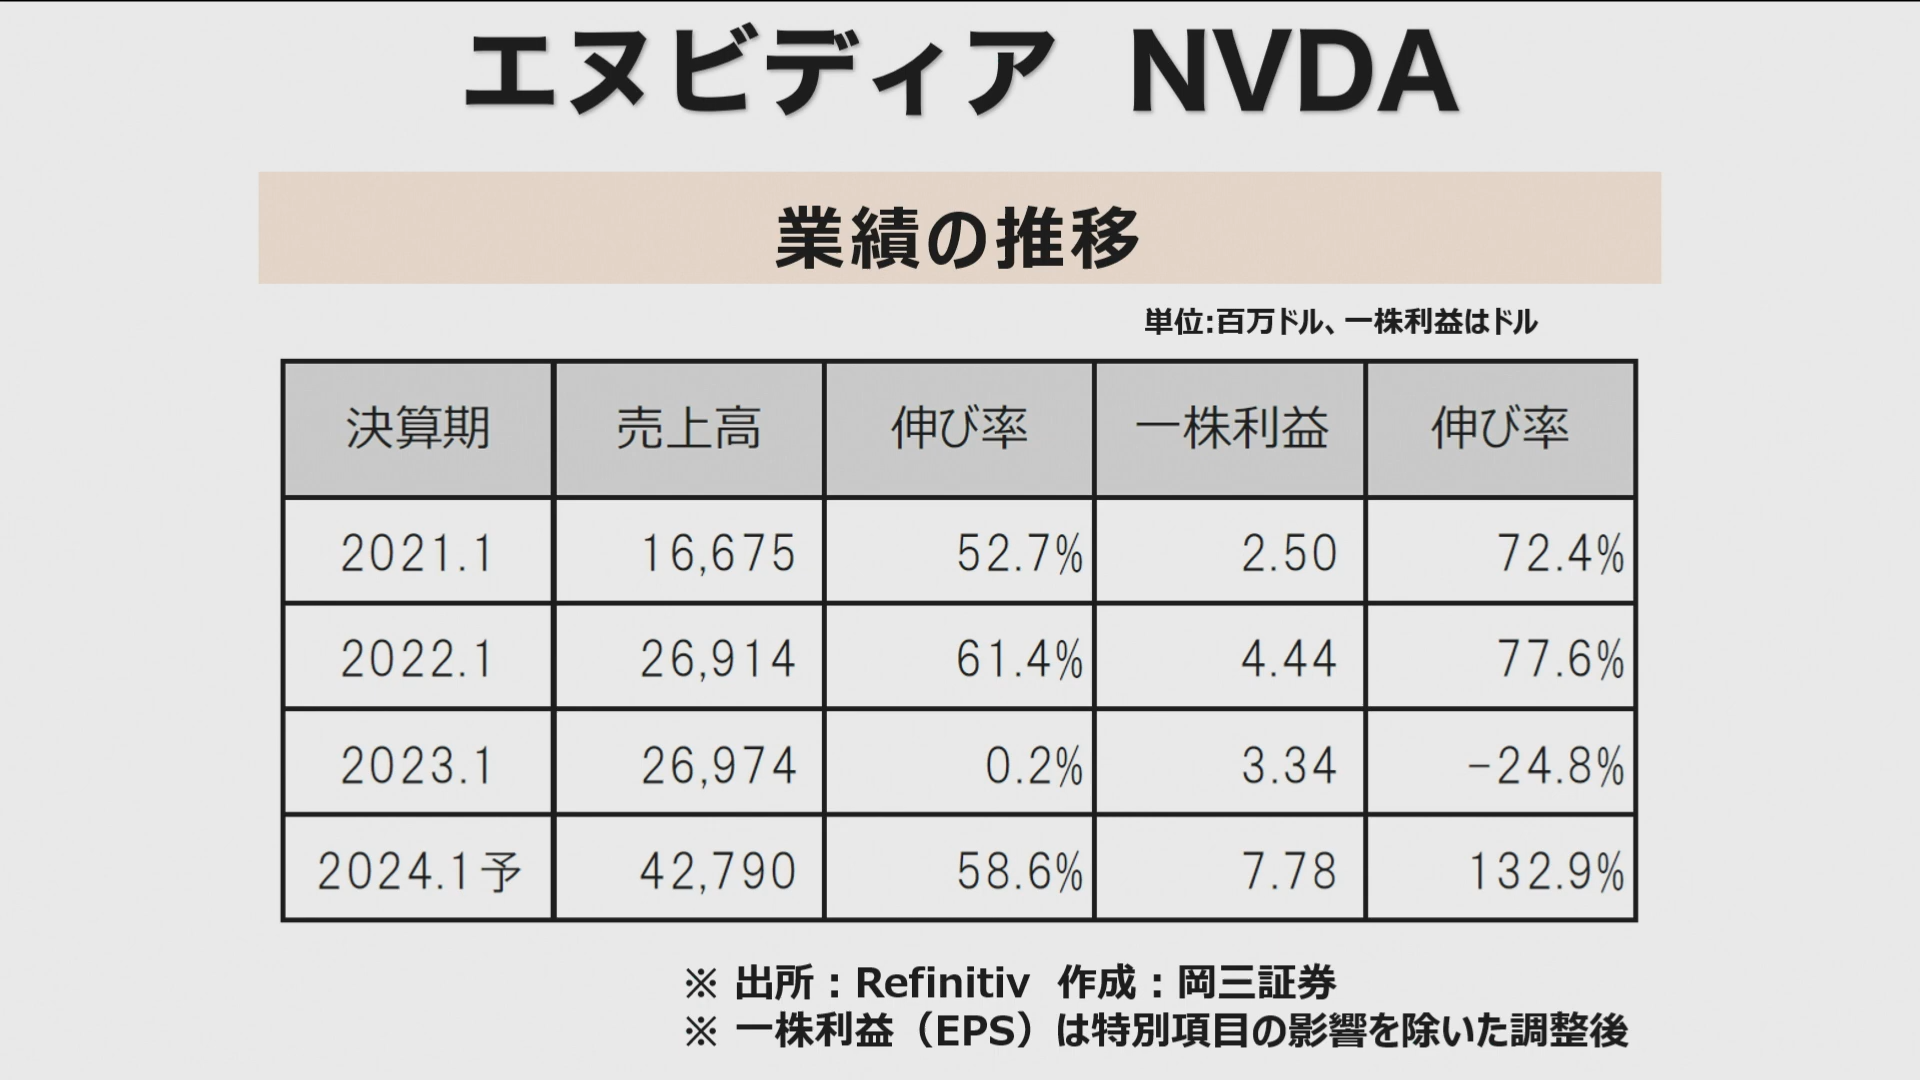 エヌビディア NVDA
業績の推移
単位:百万ドル、一株利益はドル
決算期 売上高 伸び率 一株利益 伸び率
2021.1 16,675 52.7% 2.50 72.4%
2022.1 26,914 61.4% 4.44 77.6%
2023.1 26,974 0.2% 3.34 -24.8%
2024.1予 42,790 58.6% 7.78 132.9%
※ 出所：Refinitiv 作成：岡三証券
※ 一株利益（EPS）は特別項目の影響を除いた調整後